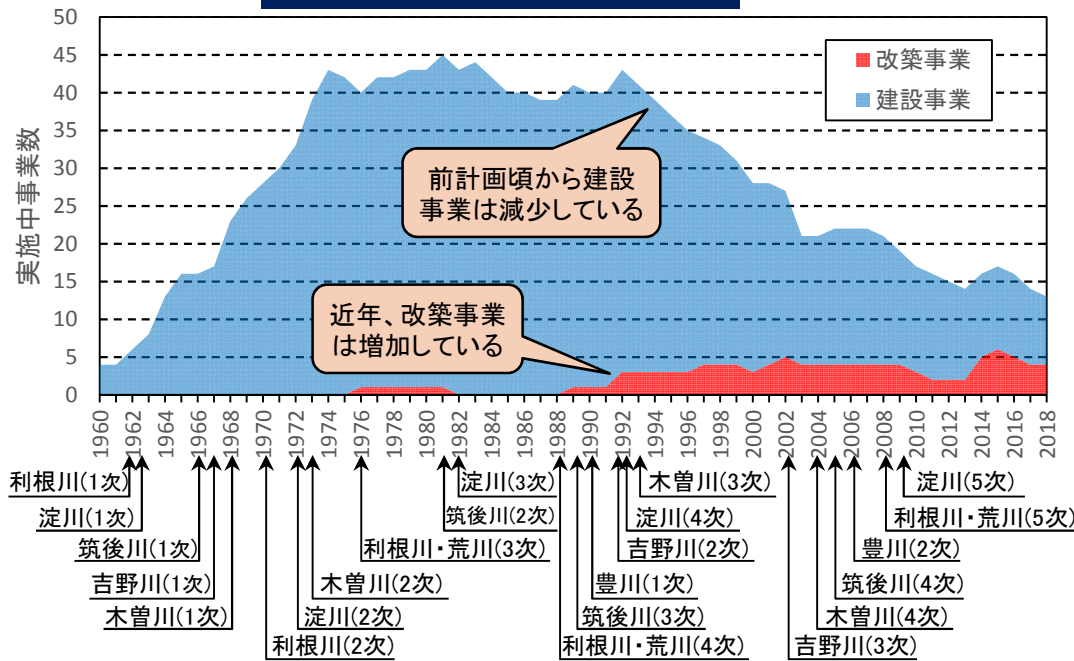 50
45
40
35
30
25
20
15
10
5
0
実施中事業数
改築事業
建設事業
前計画頃から建設
事業は減少している
近年、改築事業
は増加している
1960
1962
1964
1966
1968
1970
1972
1974
1976
1978
1980
1982
1984
1986
1988
1990
1992
1994
1996
1998
2000
2002
2004
2006
2008
2010
2012
2014
2016
2018
利根川(1次)
淀川(3次)
木曽川(3次)
淀川(5次)
淀川(1次)
筑後川(2次)
淀川(4次)
利根川・荒川(5次)
筑後川(1次)
利根川・荒川(3次)
吉野川(2次)
豊川(2次)
吉野川(1次)
木曽川(2次)
豊川(1次)
筑後川(4次)
木曽川(1次)
淀川(2次)
筑後川(3次)
木曽川(4次)
利根川(2次)
利根川・荒川(4次)
吉野川(3次)